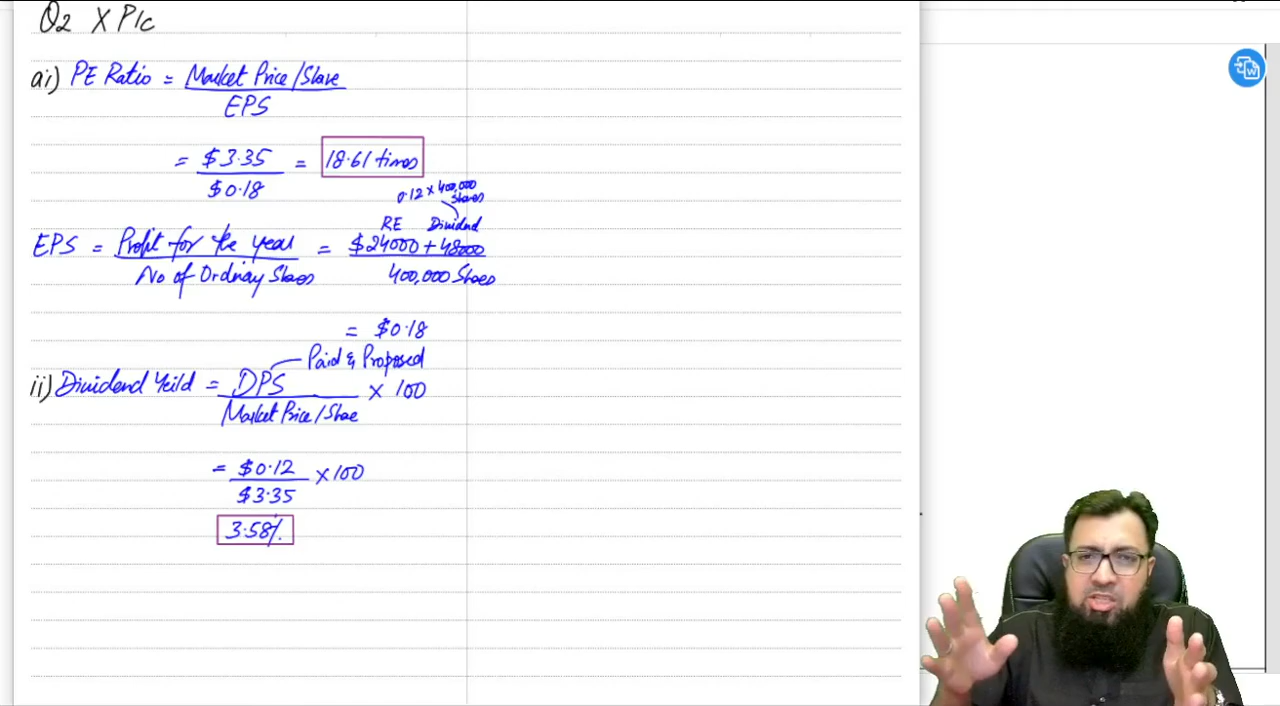 Q2 X Plc
ai) PE Ratio = Market Price/Share
EPS
= $3.35 = 18.61 times
$0.18
0.12 x 400,000
Shares
RE Dividend
EPS = Profit for the year = $24000 + 48000
No of Ordinary Shares 400,000 Shares
= $0.18
Paid & Proposed
ii) Dividend Yeild = DPS x 100
Market Price/Share
= $0.12 x 100
$3.35
3.58%
W